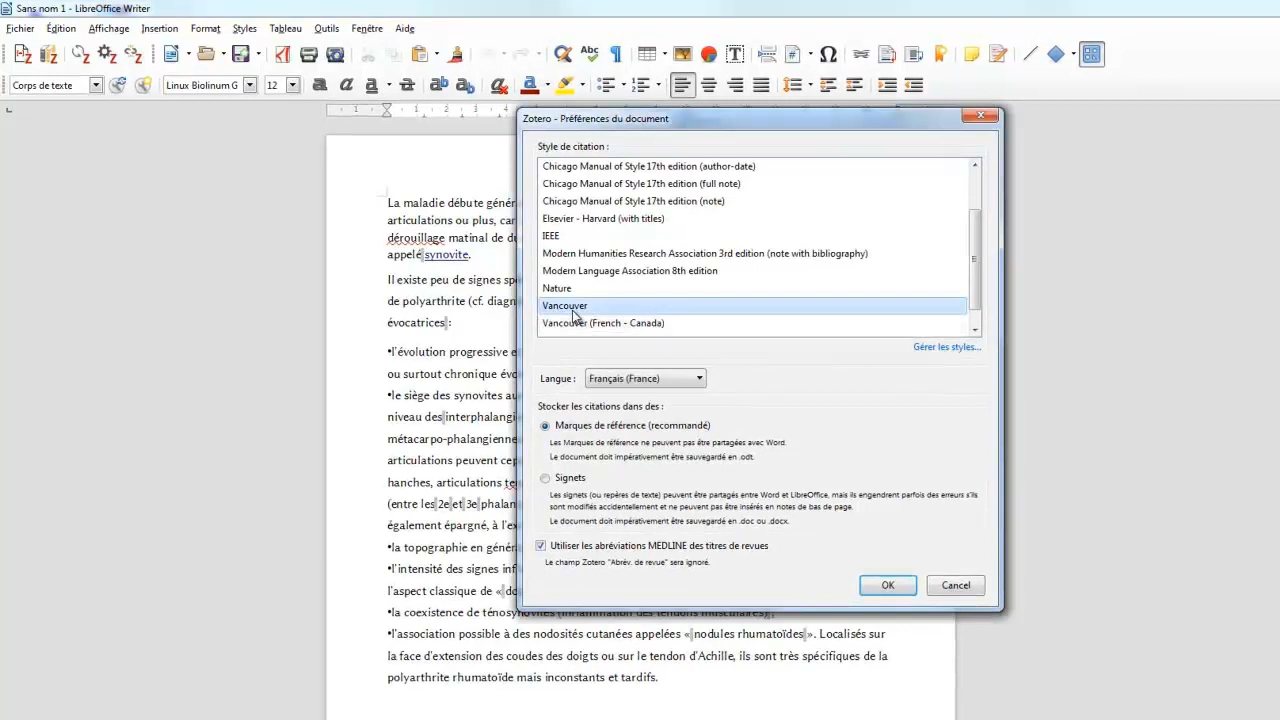 Sans nom 1 - LibreOffice Writer
Fichier Édition Affichage Insertion Format Styles Tableau Outils Fenêtre Aide
Corps de texte Linux Biolinum G 12
1 1 2 3 4
Zotero - Préférences du document
Style de citation :
Chicago Manual of Style 17th edition (author-date)
Chicago Manual of Style 17th edition (full note)
Chicago Manual of Style 17th edition (note)
Elsevier - Harvard (with titles)
IEEE
Modern Humanities Research Association 3rd edition (note with bibliography)
Modern Language Association 8th edition
Nature
Vancouver
Vancouver (French - Canada)
Gérer les styles...
Langue : Français (France)
Stocker les citations dans des :
Marques de référence (recommandé)
Les Marques de référence ne peuvent pas être partagées avec Word.
Le document doit impérativement être sauvegardé en .odt.
Signets
Les signets (ou repères de texte) peuvent être partagés entre Word et LibreOffice, mais ils engendrent parfois des erreurs s'ils
sont modifiés accidentellement et ne peuvent pas être insérés en notes de bas de page.
Le document doit impérativement être sauvegardé en .doc ou .docx.
Utiliser les abréviations MEDLINE des titres de revues
Le champ Zotero "Abrév. de revue" sera ignoré.
OK Cancel
La maladie débute génér
articulations ou plus, car
dérouillage matinal de du
appelé synovite.
Il existe peu de signes spé
de polyarthrite (cf. diagn
évocatrices :
•l'évolution progressive e
ou surtout chronique évo
•le siège des synovites au
niveau des interphalangi
métacarpo-phalangienne
articulations peuvent cep
hanches, articulations te
(entre les 2e et 3e phalan
également épargné, à l'ex
•la topographie en généra
•l'intensité des signes inf
l'aspect classique de « do
•la coexistence de ténosynovites (inflammation des tendons musculaires) ;
•l'association possible à des nodosités cutanées appelées « nodules rhumatoïdes ». Localisés sur
la face d'extension des coudes des doigts ou sur le tendon d'Achille, ils sont très spécifiques de la
polyarthrite rhumatoïde mais inconstants et tardifs.